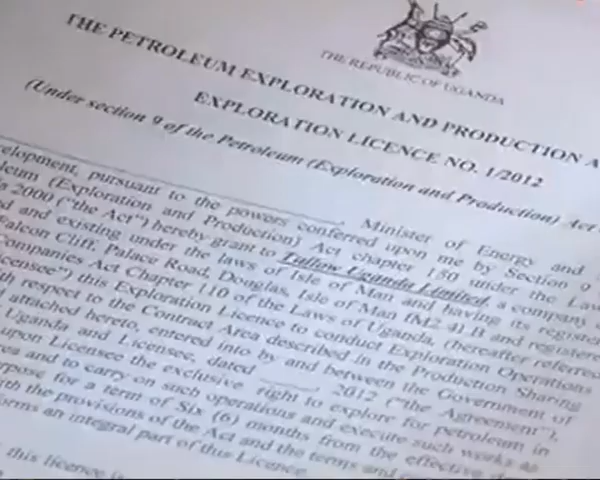 THE REPUBLIC OF UGANDA
THE PETROLEUM EXPLORATION AND PRODUCTION A
EXPLORATION LICENCE NO. 1/2012
(Under section 9 of the Petroleum (Exploration and Production) Act
Minister of Energy and
elopment, pursuant to the powers conferred upon me by Section 9
leum (Exploration and Production) Act chapter 150 under the Law
s 2000 ("the Act") hereby grant to Tullow Uganda Limited, a company
d and existing under the laws of Isle of Man and having its register
Falcon Cliff, Palace Road, Douglas, Isle of Man and registere
Companies Act Chapter 110 of the Laws of Uganda, (hereafter referred
icensee") this Exploration Licence to conduct Exploration Operations
th respect to the Contract Area described in the Production Sharing
attached hereto, entered into by and between the Government of
Uganda and Licensee, dated ______, 2012 ("the Agreement"),
upon Licensee the exclusive right to explore for petroleum in
rea and to carry on such operations and execute such works as
rpose for a term of Six (6) months from the effective
th the provisions of the Act and the terms and
orms an integral part of this Licence.
this licence